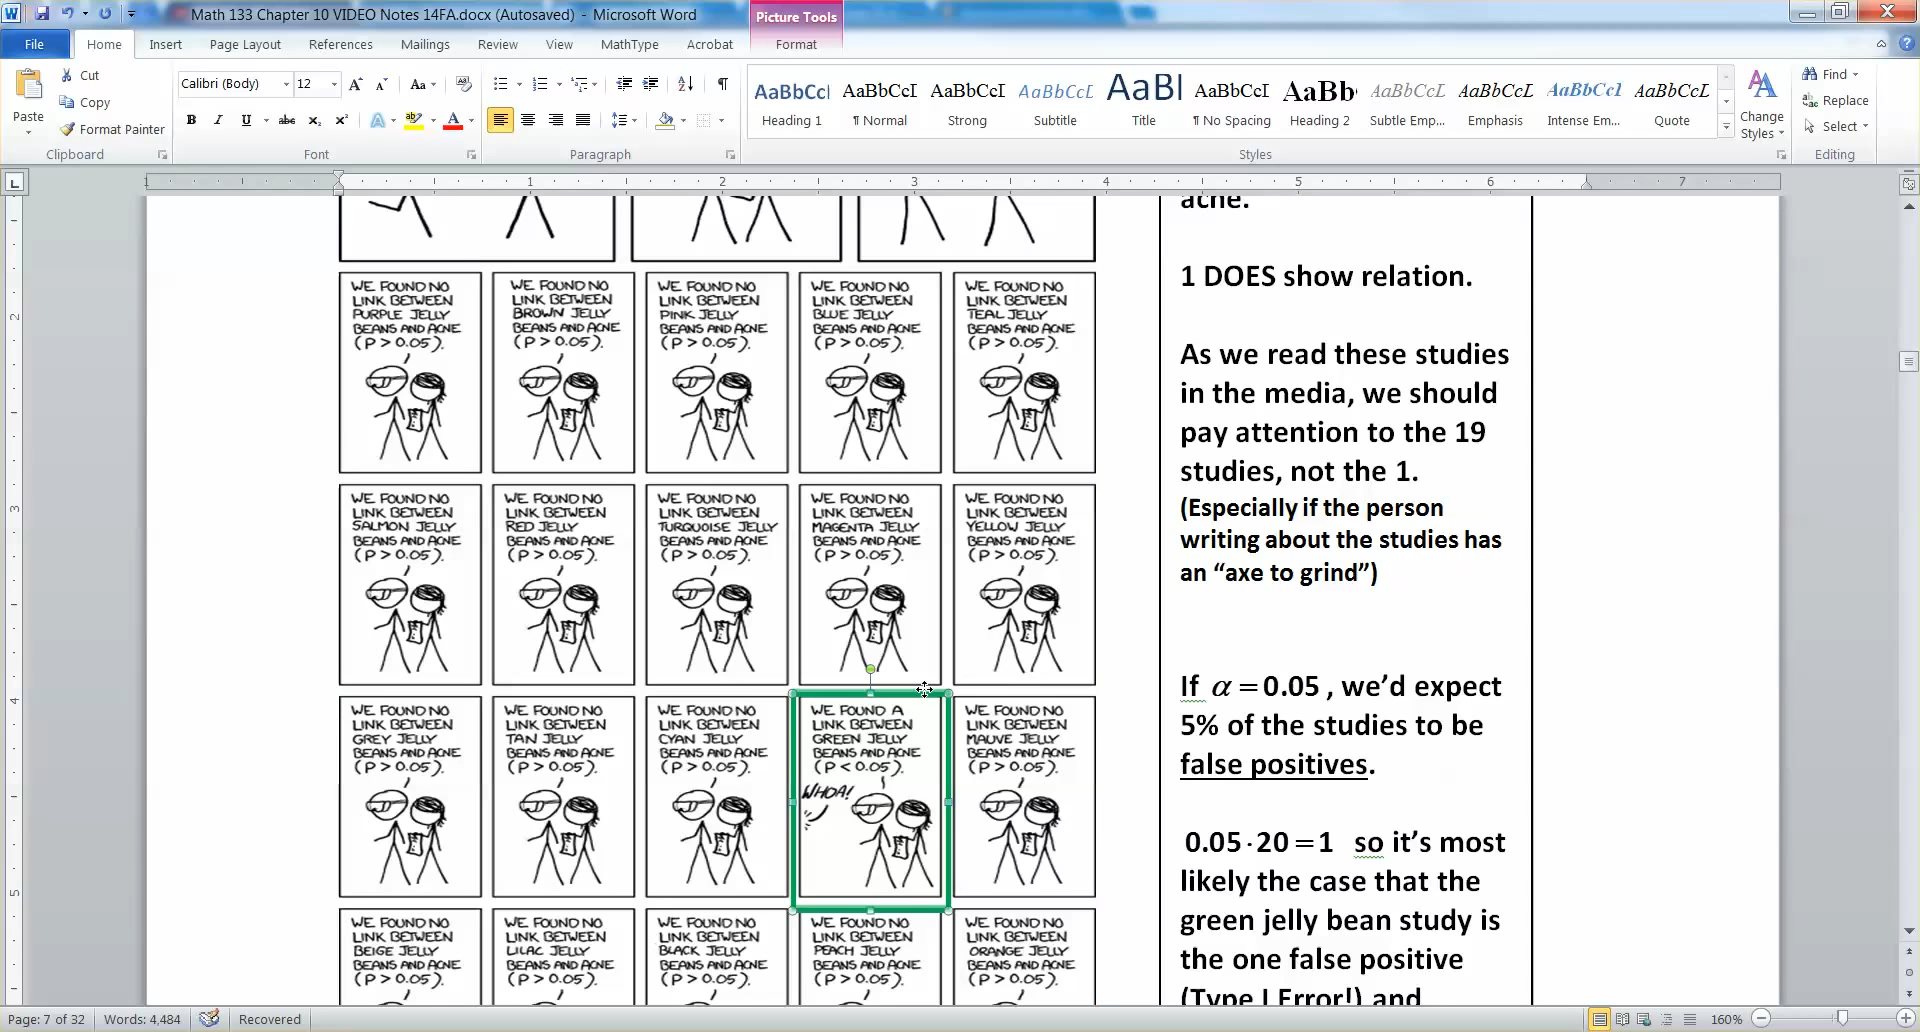 Math 133 Chapter 10 VIDEO Notes 14FA.docx (Autosaved) - Microsoft Word
Picture Tools
File Home Insert Page Layout References Mailings Review View MathType Acrobat Format
Paste
Cut
Copy
Format Painter
Clipboard
Calibri (Body) 12
Font
Paragraph
AaBbCcI AaBbCcI AaBbCcI AaBbCcL AaBl AaBbCcI AaBb AaBbCcL AaBbCcL AaBbCcI AaBbCcL
Heading 1 ¶ Normal Strong Subtitle Title ¶ No Spacing Heading 2 Subtle Emp... Emphasis Intense Em... Quote
Styles
Change
Styles
Find
Replace
Select
Editing
1 1 2 3 4 5 6 7
WE FOUND NO
LINK BETWEEN
PURPLE JELLY
BEANS AND ACNE
(P > 0.05).
WE FOUND NO
LINK BETWEEN
BROWN JELLY
BEANS AND ACNE
(P > 0.05).
WE FOUND NO
LINK BETWEEN
PINK JELLY
BEANS AND ACNE
(P > 0.05).
WE FOUND NO
LINK BETWEEN
BLUE JELLY
BEANS AND ACNE
(P > 0.05).
WE FOUND NO
LINK BETWEEN
TEAL JELLY
BEANS AND ACNE
(P > 0.05).
WE FOUND NO
LINK BETWEEN
SALMON JELLY
BEANS AND ACNE
(P > 0.05).
WE FOUND NO
LINK BETWEEN
RED JELLY
BEANS AND ACNE
(P > 0.05).
WE FOUND NO
LINK BETWEEN
TURQUOISE JELLY
BEANS AND ACNE
(P > 0.05).
WE FOUND NO
LINK BETWEEN
MAGENTA JELLY
BEANS AND ACNE
(P > 0.05).
WE FOUND NO
LINK BETWEEN
YELLOW JELLY
BEANS AND ACNE
(P > 0.05).
WE FOUND NO
LINK BETWEEN
GREY JELLY
BEANS AND ACNE
(P > 0.05).
WE FOUND NO
LINK BETWEEN
TAN JELLY
BEANS AND ACNE
(P > 0.05).
WE FOUND NO
LINK BETWEEN
CYAN JELLY
BEANS AND ACNE
(P > 0.05).
WE FOUND A
LINK BETWEEN
GREEN JELLY
BEANS AND ACNE
(P < 0.05).
WHOA!
WE FOUND NO
LINK BETWEEN
MAUVE JELLY
BEANS AND ACNE
(P > 0.05).
WE FOUND NO
LINK BETWEEN
BEIGE JELLY
BEANS AND ACNE
(P > 0.05).
WE FOUND NO
LINK BETWEEN
LILAC JELLY
BEANS AND ACNE
(P > 0.05).
WE FOUND NO
LINK BETWEEN
BLACK JELLY
BEANS AND ACNE
(P > 0.05).
WE FOUND NO
LINK BETWEEN
PEACH JELLY
BEANS AND ACNE
(P > 0.05).
WE FOUND NO
LINK BETWEEN
ORANGE JELLY
BEANS AND ACNE
(P > 0.05).
acne.
1 DOES show relation.
As we read these studies
in the media, we should
pay attention to the 19
studies, not the 1.
(Especially if the person
writing about the studies has
an “axe to grind”)
If α = 0.05 , we’d expect
5% of the studies to be
false positives.
0.05 · 20 = 1 so it’s most
likely the case that the
green jelly bean study is
the one false positive
(Type I Error!) and
2
3
4
5
Page: 7 of 32 Words: 4,484 Recovered 160%